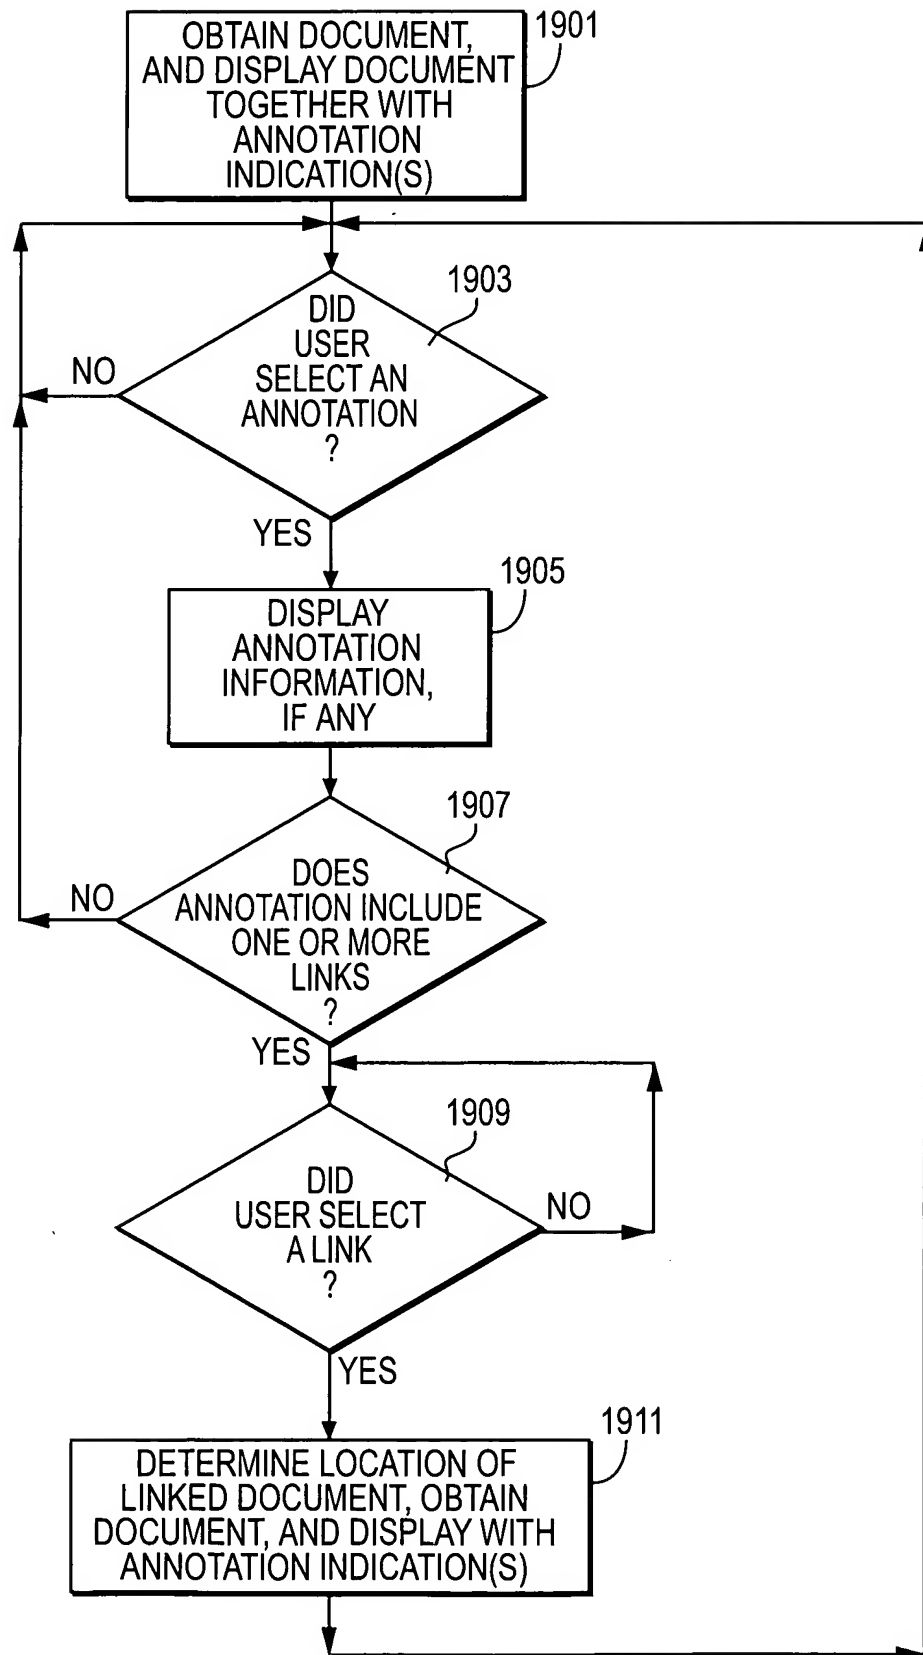 1901
OBTAIN DOCUMENT,
AND DISPLAY DOCUMENT
TOGETHER WITH
ANNOTATION
INDICATION(S)
1903
DID
USER
SELECT AN
ANNOTATION
?
NO
YES
1905
DISPLAY
ANNOTATION
INFORMATION,
IF ANY
1907
DOES
ANNOTATION INCLUDE
ONE OR MORE
LINKS
?
NO
YES
1909
DID
USER SELECT
A LINK
?
NO
YES
1911
DETERMINE LOCATION OF
LINKED DOCUMENT, OBTAIN
DOCUMENT, AND DISPLAY WITH
ANNOTATION INDICATION(S)